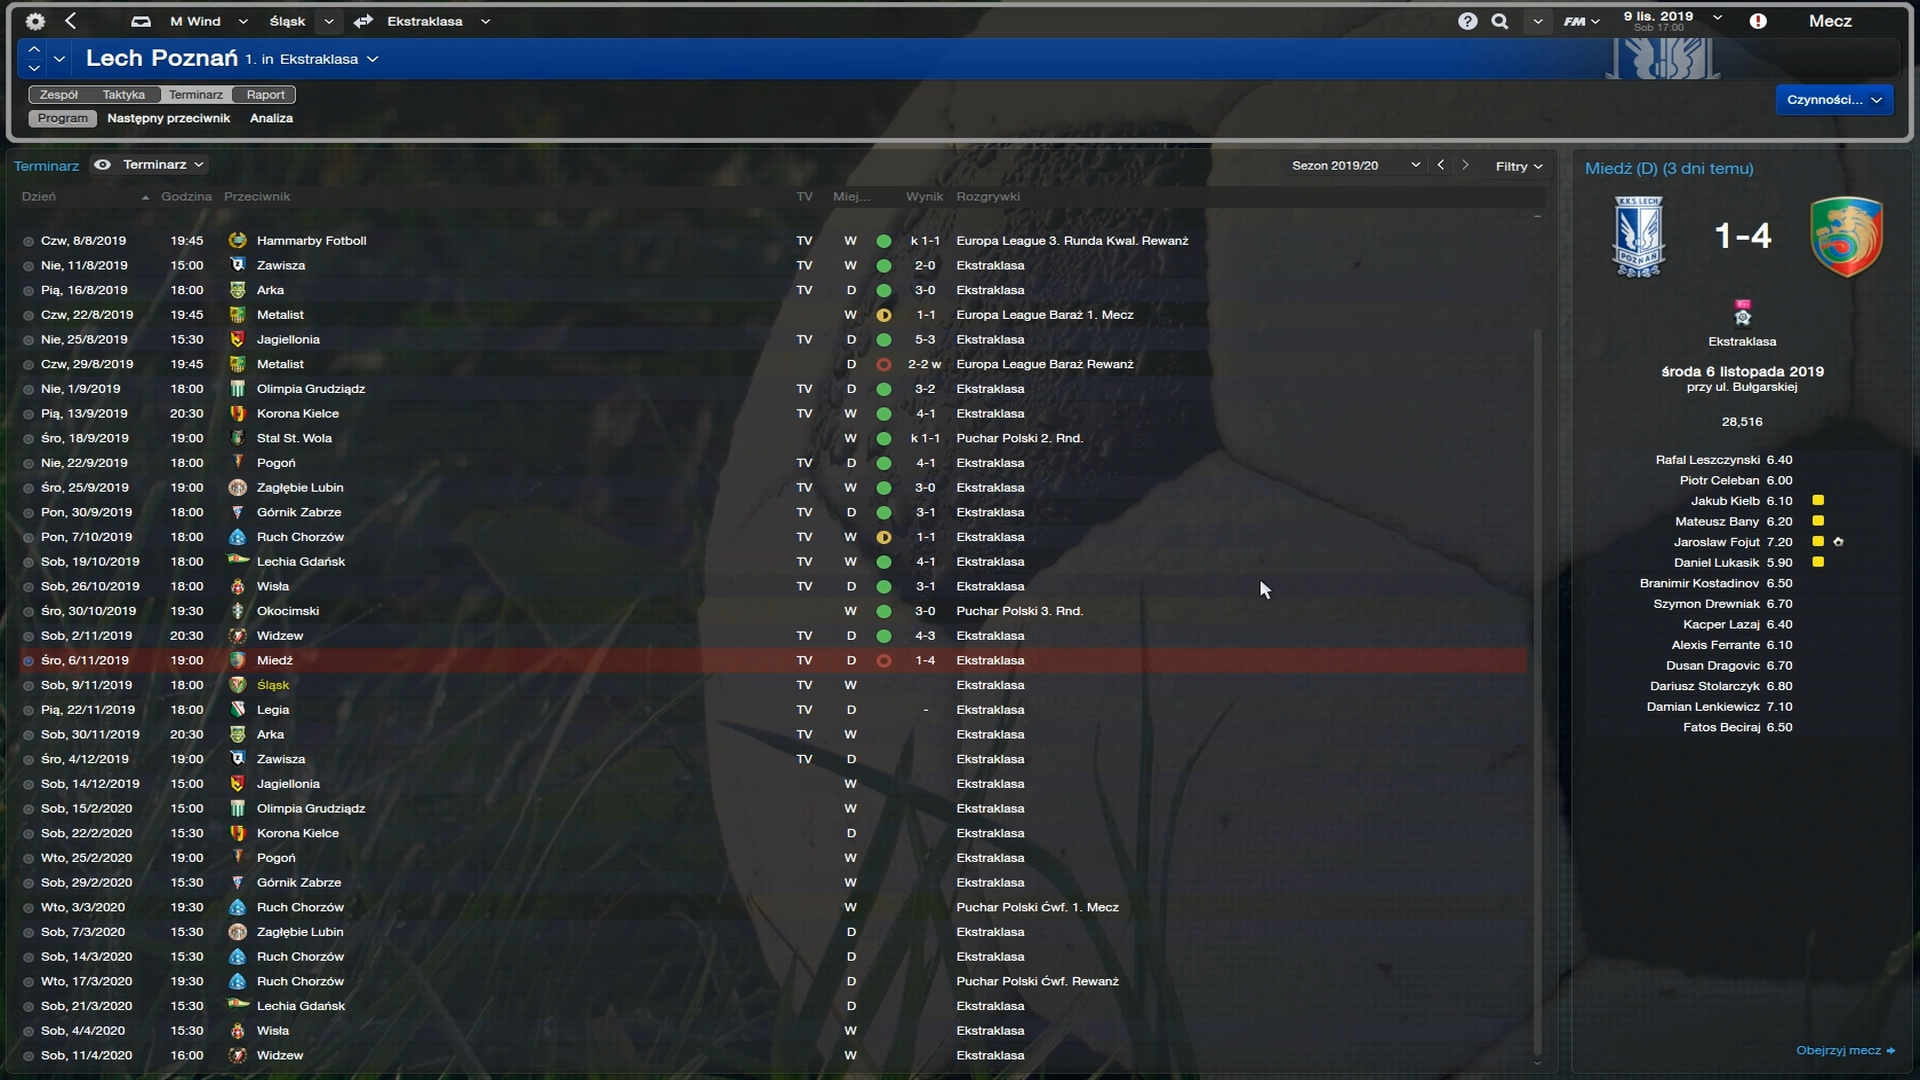 M Wind Śląsk Ekstraklasa FM 9 lis. 2019 Sob 17:00 Mecz
Lech Poznań 1. in Ekstraklasa
Zespół Taktyka Terminarz Raport
Czynności...
Program Następny przeciwnik Analiza
Terminarz Terminarz Sezon 2019/20 Filtry
Dzień Godzina Przeciwnik TV Miej... Wynik Rozgrywki
Czw, 8/8/2019 19:45 Hammarby Fotboll TV W k 1-1 Europa League 3. Runda Kwal. Rewanż
Nie, 11/8/2019 15:00 Zawisza TV W 2-0 Ekstraklasa
Pią, 16/8/2019 18:00 Arka TV D 3-0 Ekstraklasa
Czw, 22/8/2019 19:45 Metalist W 1-1 Europa League Baraż 1. Mecz
Nie, 25/8/2019 15:30 Jagiellonia TV D 5-3 Ekstraklasa
Czw, 29/8/2019 19:45 Metalist D 2-2 w Europa League Baraż Rewanż
Nie, 1/9/2019 18:00 Olimpia Grudziądz TV D 3-2 Ekstraklasa
Pią, 13/9/2019 20:30 Korona Kielce TV W 4-1 Ekstraklasa
Śro, 18/9/2019 19:00 Stal St. Wola W k 1-1 Puchar Polski 2. Rnd.
Nie, 22/9/2019 18:00 Pogoń TV D 4-1 Ekstraklasa
Śro, 25/9/2019 19:00 Zagłębie Lubin TV W 3-0 Ekstraklasa
Pon, 30/9/2019 18:00 Górnik Zabrze TV D 3-1 Ekstraklasa
Pon, 7/10/2019 18:00 Ruch Chorzów TV W 1-1 Ekstraklasa
Sob, 19/10/2019 18:00 Lechia Gdańsk TV W 4-1 Ekstraklasa
Sob, 26/10/2019 18:00 Wisła TV D 3-1 Ekstraklasa
Śro, 30/10/2019 19:30 Okocimski W 3-0 Puchar Polski 3. Rnd.
Sob, 2/11/2019 20:30 Widzew TV D 4-3 Ekstraklasa
Śro, 6/11/2019 19:00 Miedź TV D 1-4 Ekstraklasa
Sob, 9/11/2019 18:00 Śląsk TV W Ekstraklasa
Pią, 22/11/2019 18:00 Legia TV D - Ekstraklasa
Sob, 30/11/2019 20:30 Arka TV W Ekstraklasa
Śro, 4/12/2019 19:00 Zawisza TV D Ekstraklasa
Sob, 14/12/2019 15:00 Jagiellonia W Ekstraklasa
Sob, 15/2/2020 15:00 Olimpia Grudziądz W Ekstraklasa
Sob, 22/2/2020 15:30 Korona Kielce D Ekstraklasa
Wto, 25/2/2020 19:00 Pogoń W Ekstraklasa
Sob, 29/2/2020 15:30 Górnik Zabrze W Ekstraklasa
Wto, 3/3/2020 19:30 Ruch Chorzów W Puchar Polski Ćwf. 1. Mecz
Sob, 7/3/2020 15:30 Zagłębie Lubin D Ekstraklasa
Sob, 14/3/2020 15:30 Ruch Chorzów D Ekstraklasa
Wto, 17/3/2020 19:30 Ruch Chorzów D Puchar Polski Ćwf. Rewanż
Sob, 21/3/2020 15:30 Lechia Gdańsk D Ekstraklasa
Sob, 4/4/2020 15:30 Wisła W Ekstraklasa
Sob, 11/4/2020 16:00 Widzew W Ekstraklasa
Miedź (D) (3 dni temu)
K.K.S. LECH
POZNAŃ
1-4
Ekstraklasa
środa 6 listopada 2019
przy ul. Bułgarskiej
28,516
Rafal Leszczynski 6.40
Piotr Celeban 6.00
Jakub Kielb 6.10
Mateusz Bany 6.20
Jaroslaw Fojut 7.20
Daniel Lukasik 5.90
Branimir Kostadinov 6.50
Szymon Drewniak 6.70
Kacper Lazaj 6.40
Alexis Ferrante 6.10
Dusan Dragovic 6.70
Dariusz Stolarczyk 6.80
Damian Lenkiewicz 7.10
Fatos Beciraj 6.50
Obejrzyj mecz